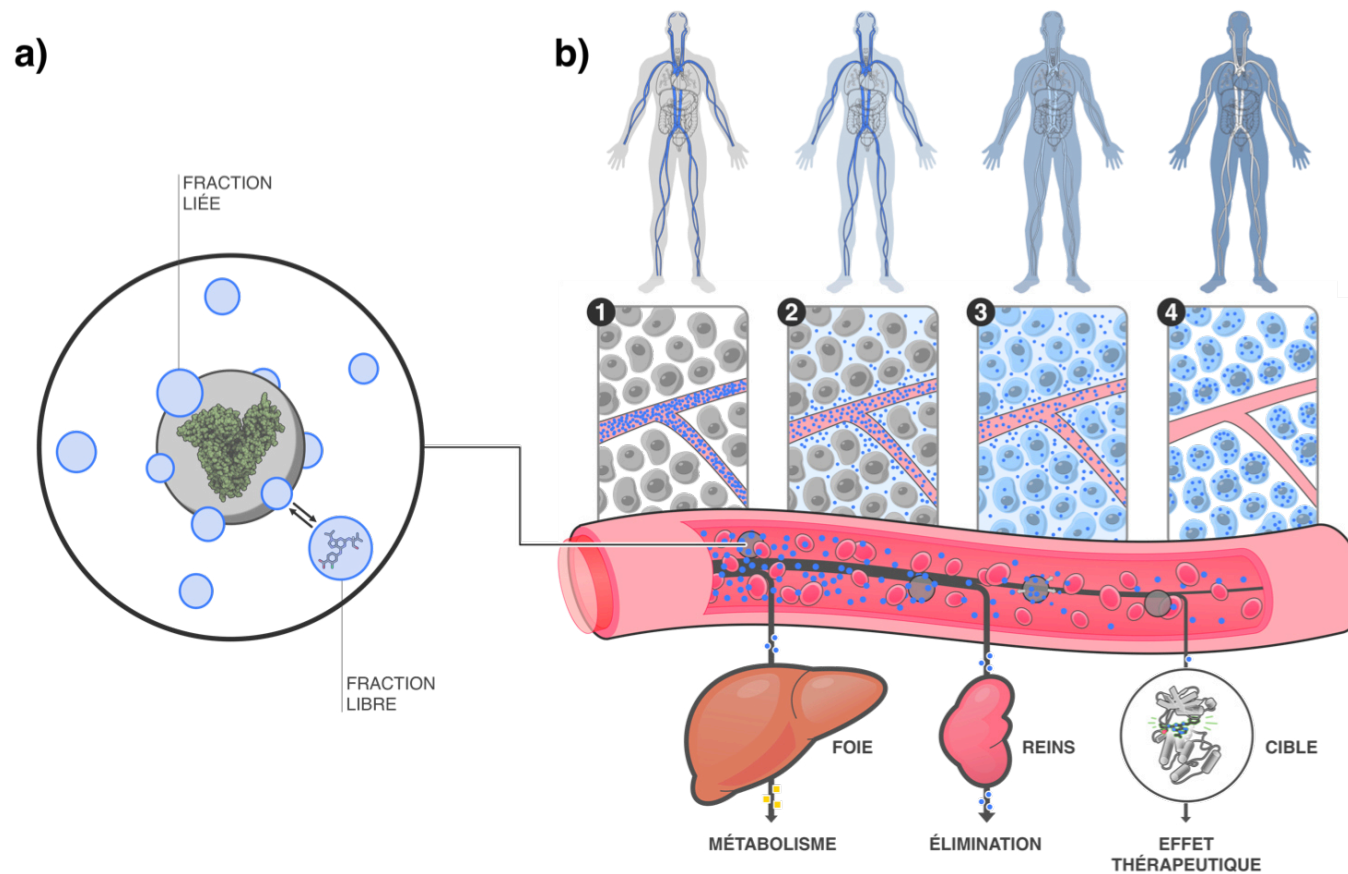 a)
b)
FRACTION
LIÉE
1
2
3
4
FRACTION
LIBRE
FOIE
REINS
CIBLE
MÉTABOLISME
ÉLIMINATION
EFFET
THÉRAPEUTIQUE